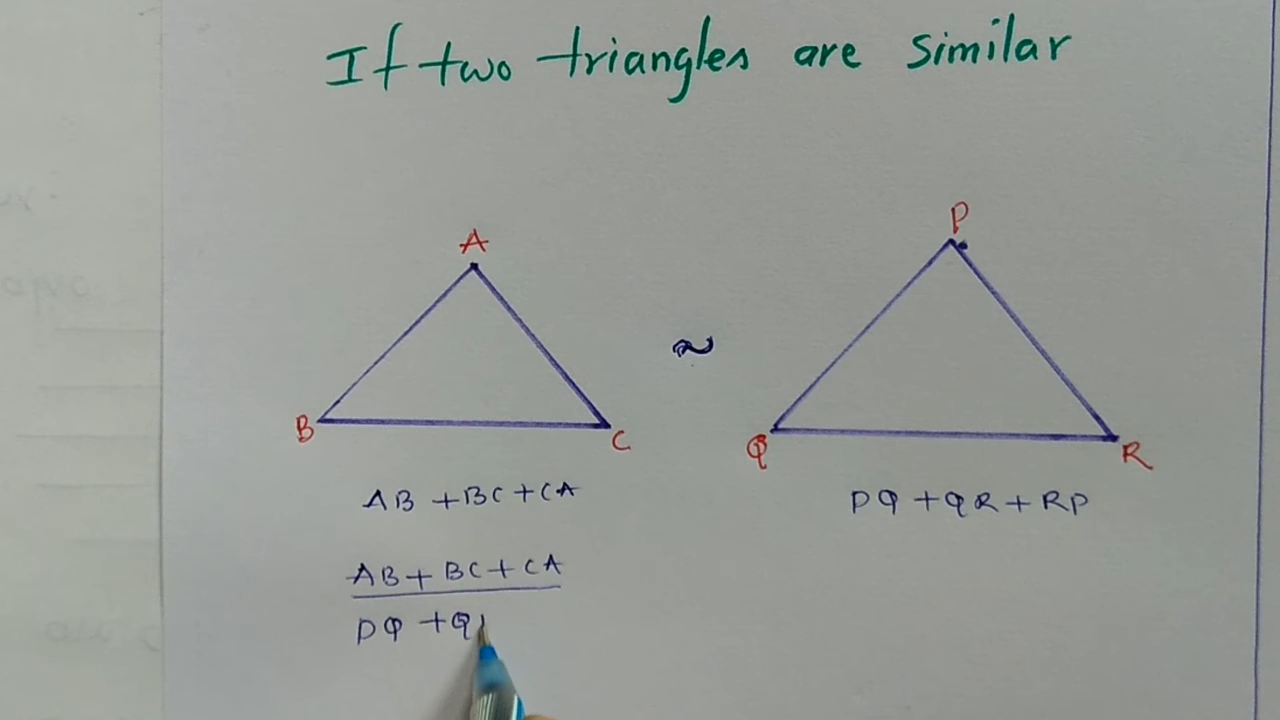 If two triangles are similar
A
P
≈
B
C
Q
R
AB + BC + CA
PQ + QR + RP
AB + BC + CA
PQ + Q